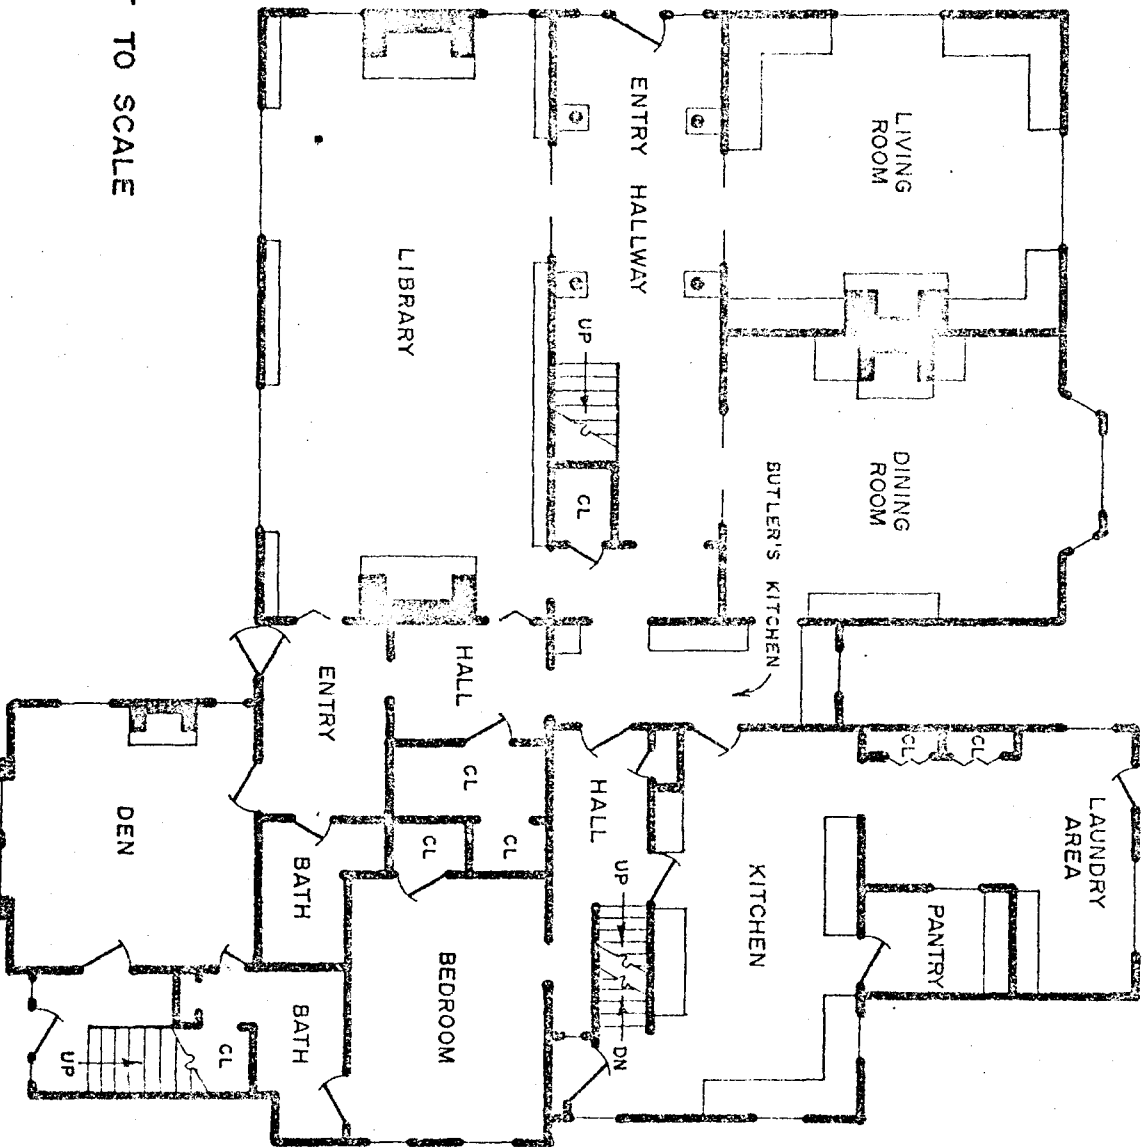 TO SCALE
LIVING
ROOM
ENTRY HALLWAY
LIBRARY
UP
DINING
ROOM
CL
BUTLER'S KITCHEN
HALL
ENTRY
CL
CL
LAUNDRY
AREA
HALL
CL
DEN
CL
CL
BATH
UP
KITCHEN
PANTRY
BEDROOM
BATH
CL
UP
DN